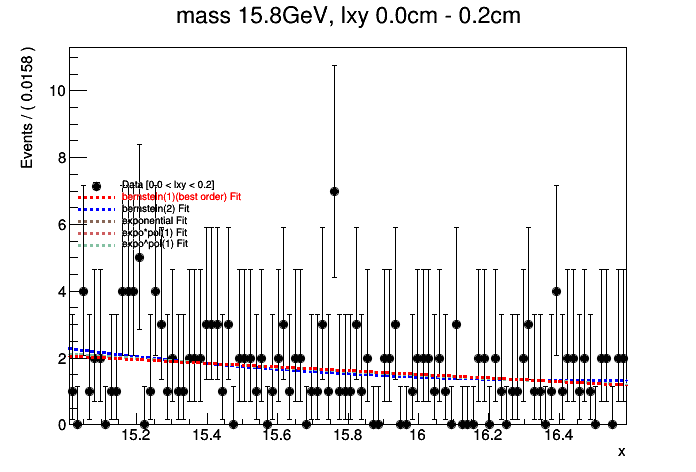 mass 15.8GeV, lxy 0.0cm - 0.2cm
Events / ( 0.0158 )
10
8
6
4
2
0
Data [0.0 < lxy < 0.2]
bernstein(1)(best order) Fit
bernstein(2) Fit
exponential Fit
expo*pol(1) Fit
expo^pol(1) Fit
15.2 15.4 15.6 15.8 16 16.2 16.4
x